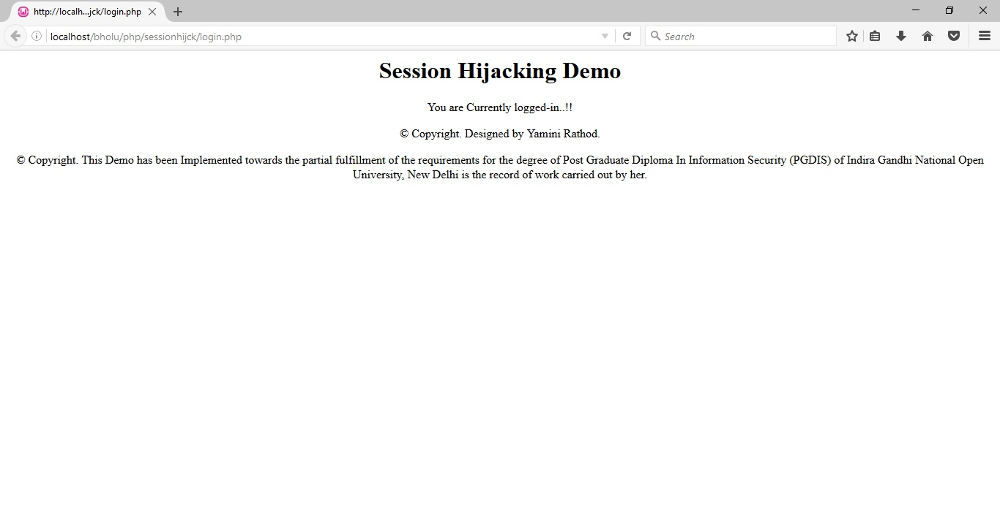 http://localh...jck/login.php
localhost/bholu/php/sessionhijck/login.php
Search
Session Hijacking Demo
You are Currently logged-in..!!
© Copyright. Designed by Yamini Rathod.
© Copyright. This Demo has been Implemented towards the partial fulfillment of the requirements for the degree of Post Graduate Diploma In Information Security (PGDIS) of Indira Gandhi National Open
University, New Delhi is the record of work carried out by her.